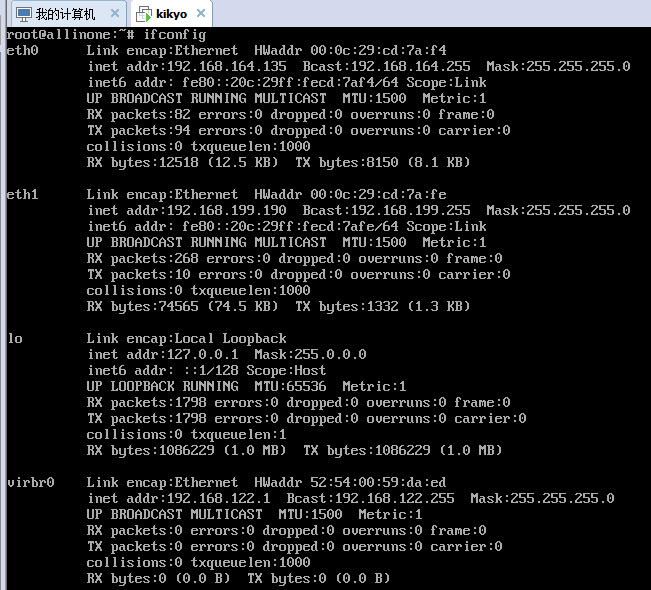 我的计算机 kikyo
root@allinone:~# ifconfig
eth0 Link encap:Ethernet HWaddr 00:0c:29:cd:7a:f4
inet addr:192.168.164.135 Bcast:192.168.164.255 Mask:255.255.255.0
inet6 addr: fe80::20c:29ff:fecd:7af4/64 Scope:Link
UP BROADCAST RUNNING MULTICAST MTU:1500 Metric:1
RX packets:82 errors:0 dropped:0 overruns:0 frame:0
TX packets:94 errors:0 dropped:0 overruns:0 carrier:0
collisions:0 txqueuelen:1000
RX bytes:12518 (12.5 KB) TX bytes:8150 (8.1 KB)
eth1 Link encap:Ethernet HWaddr 00:0c:29:cd:7a:fe
inet addr:192.168.199.190 Bcast:192.168.199.255 Mask:255.255.255.0
inet6 addr: fe80::20c:29ff:fecd:7afe/64 Scope:Link
UP BROADCAST RUNNING MULTICAST MTU:1500 Metric:1
RX packets:268 errors:0 dropped:0 overruns:0 frame:0
TX packets:10 errors:0 dropped:0 overruns:0 carrier:0
collisions:0 txqueuelen:1000
RX bytes:74565 (74.5 KB) TX bytes:1332 (1.3 KB)
lo Link encap:Local Loopback
inet addr:127.0.0.1 Mask:255.0.0.0
inet6 addr: ::1/128 Scope:Host
UP LOOPBACK RUNNING MTU:65536 Metric:1
RX packets:1798 errors:0 dropped:0 overruns:0 frame:0
TX packets:1798 errors:0 dropped:0 overruns:0 carrier:0
collisions:0 txqueuelen:1
RX bytes:1086229 (1.0 MB) TX bytes:1086229 (1.0 MB)
virbr0 Link encap:Ethernet HWaddr 52:54:00:59:da:ed
inet addr:192.168.122.1 Bcast:192.168.122.255 Mask:255.255.255.0
UP BROADCAST MULTICAST MTU:1500 Metric:1
RX packets:0 errors:0 dropped:0 overruns:0 frame:0
TX packets:0 errors:0 dropped:0 overruns:0 carrier:0
collisions:0 txqueuelen:1000
RX bytes:0 (0.0 B) TX bytes:0 (0.0 B)